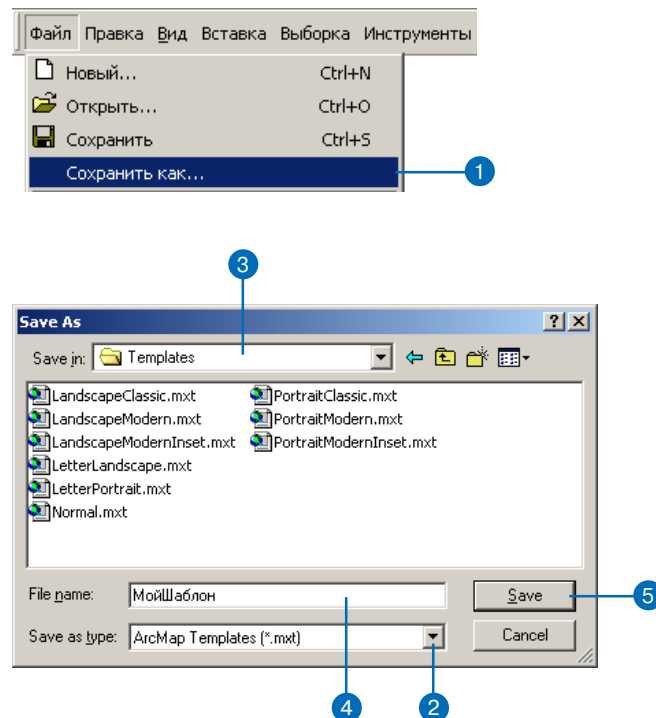 Файл Правка Вид Вставка Выборка Инструменты
Новый... Ctrl+N
Открыть... Ctrl+O
Сохранить Ctrl+S
Сохранить как...
1
3
Save As
Save in: Templates
LandscapeClassic.mxt PortraitClassic.mxt
LandscapeModern.mxt PortraitModern.mxt
LandscapeModernInset.mxt PortraitModernInset.mxt
LetterLandscape.mxt
LetterPortrait.mxt
Normal.mxt
File name: МойШаблон Save 5
Save as type: ArcMap Templates (*.mxt) Cancel
4 2